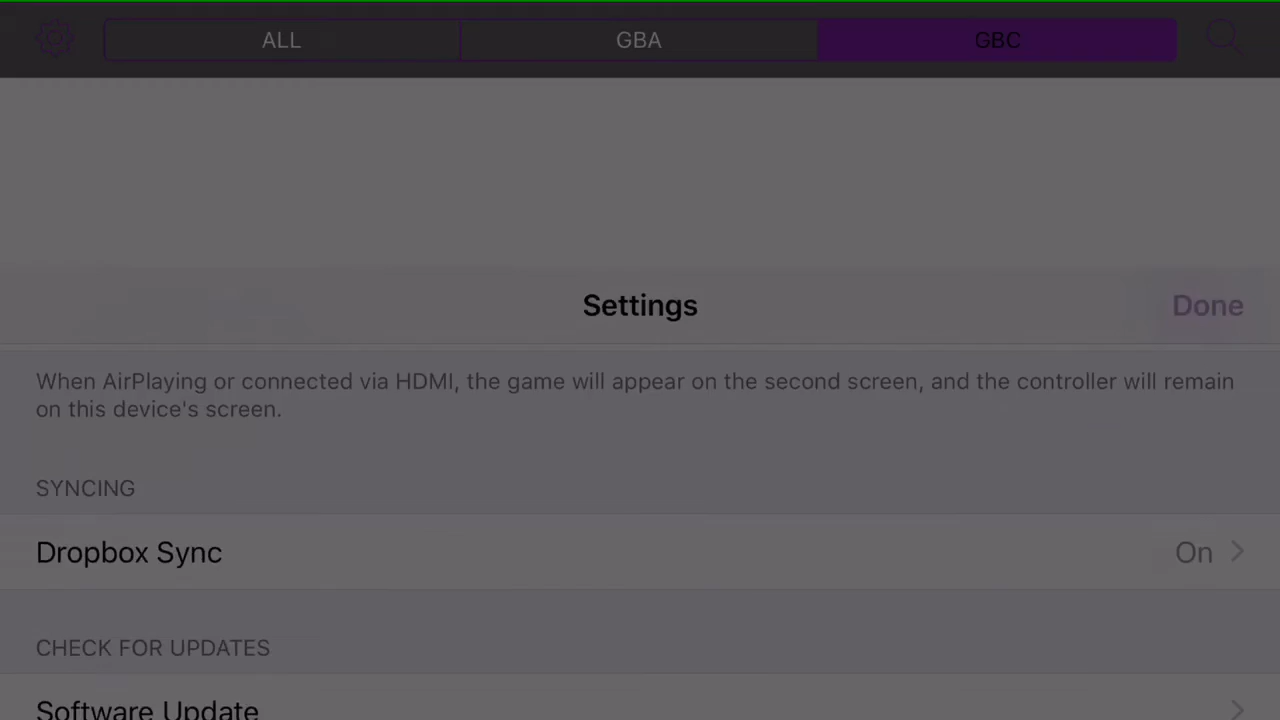 ALL GBA GBC
Settings Done
When AirPlaying or connected via HDMI, the game will appear on the second screen, and the controller will remain
on this device's screen.
SYNCING
Dropbox Sync On
CHECK FOR UPDATES
Software Update